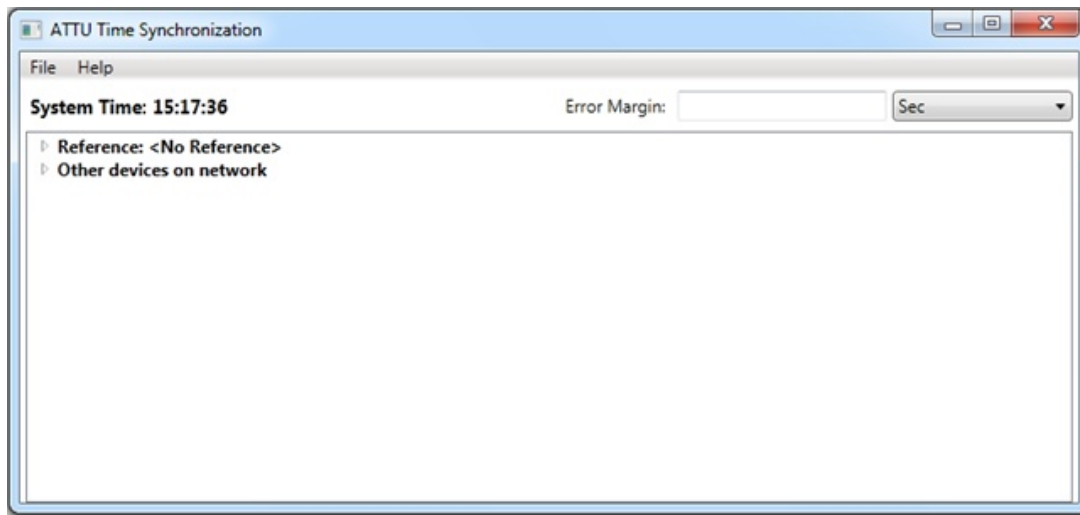 ATTU Time Synchronization
File Help
System Time: 15:17:36 Error Margin: Sec
Reference: <No Reference>
Other devices on network